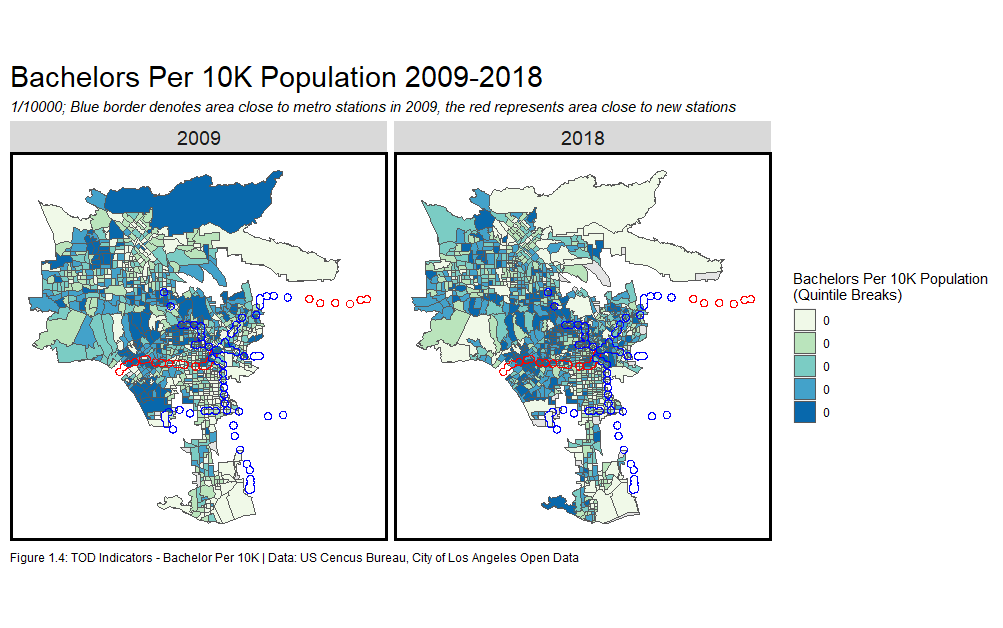 Bachelors Per 10K Population 2009-2018
1/10000; Blue border denotes area close to metro stations in 2009, the red represents area close to new stations
2009
2018
Bachelors Per 10K Population
(Quintile Breaks)
0
0
0
0
0
Figure 1.4: TOD Indicators - Bachelor Per 10K | Data: US Cencus Bureau, City of Los Angeles Open Data